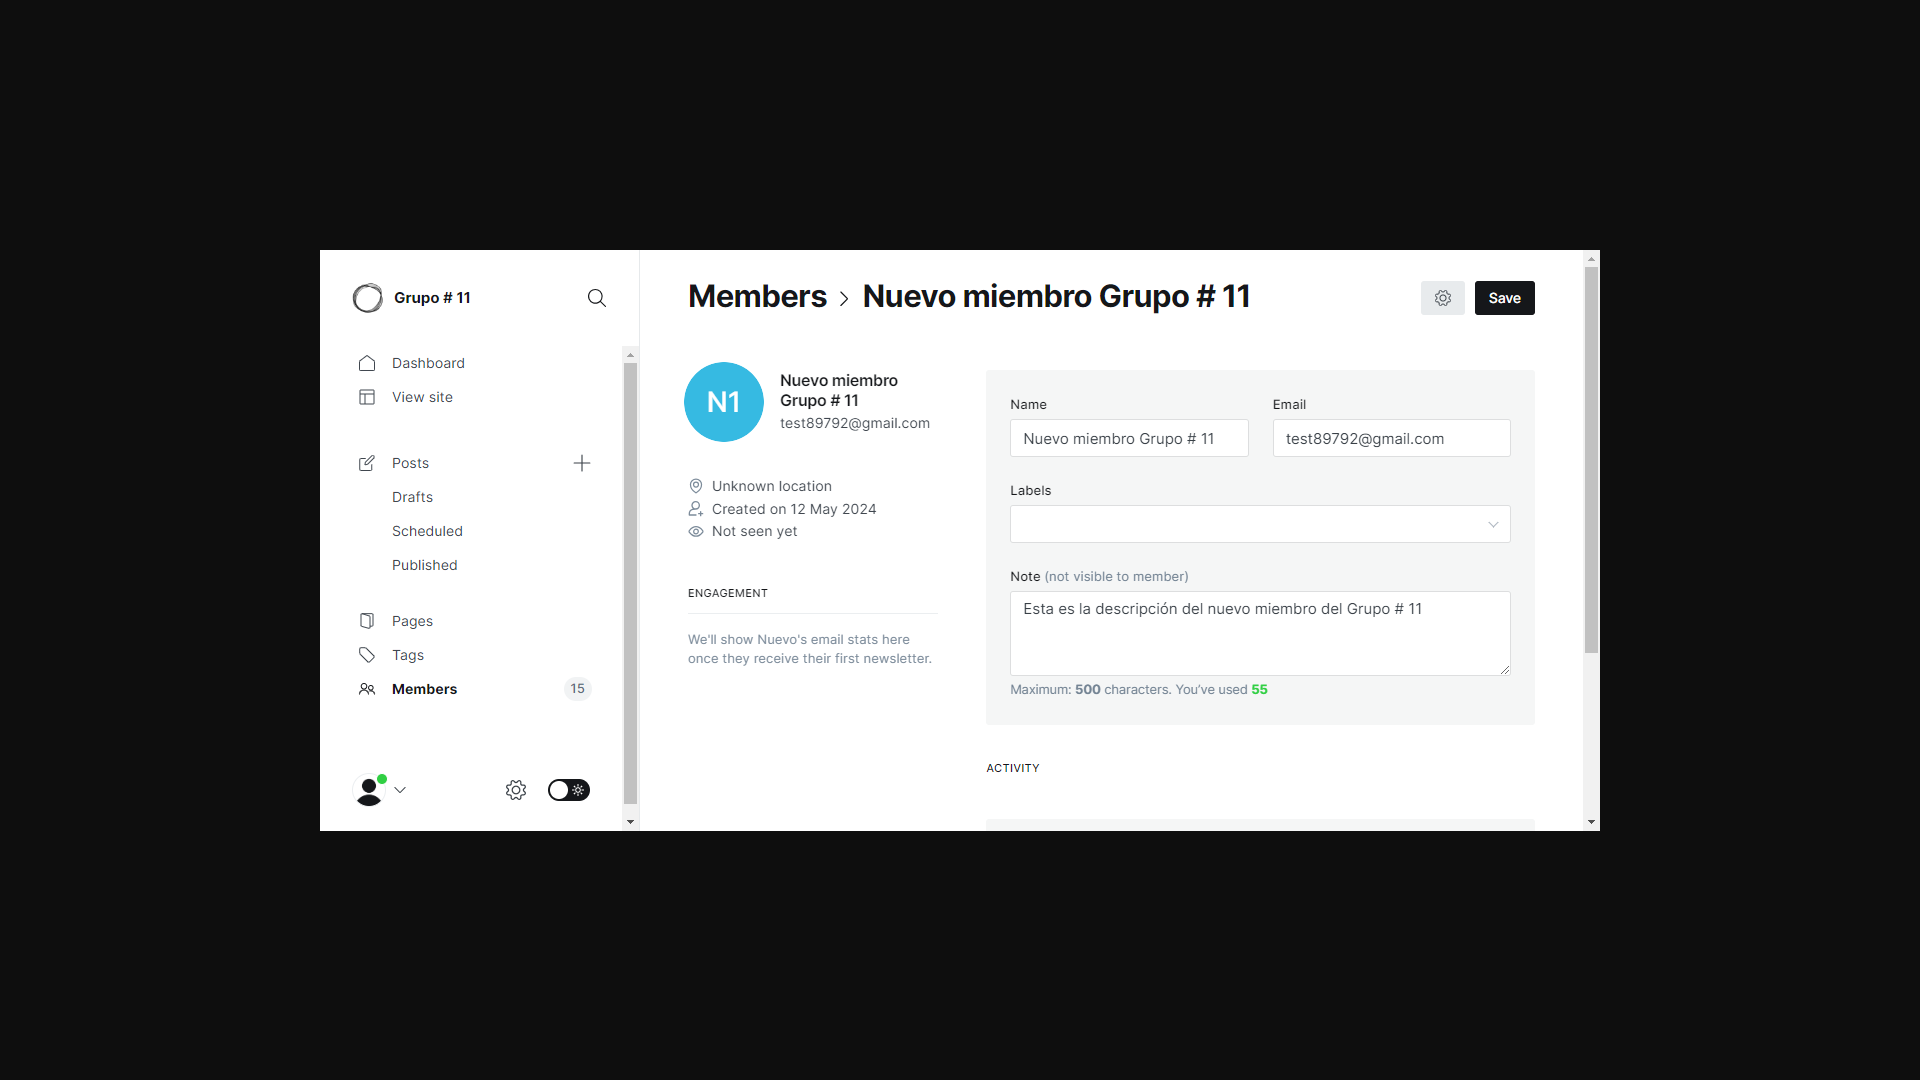 Grupo # 11
Dashboard
View site
Posts
Drafts
Scheduled
Published
Pages
Tags
Members 15
Members > Nuevo miembro Grupo # 11
Save
N1
Nuevo miembro
Grupo # 11
test89792@gmail.com
Unknown location
Created on 12 May 2024
Not seen yet
ENGAGEMENT
We'll show Nuevo's email stats here
once they receive their first newsletter.
Name
Nuevo miembro Grupo # 11
Email
test89792@gmail.com
Labels
Note (not visible to member)
Esta es la descripción del nuevo miembro del Grupo # 11
Maximum: 500 characters. You’ve used 55
ACTIVITY